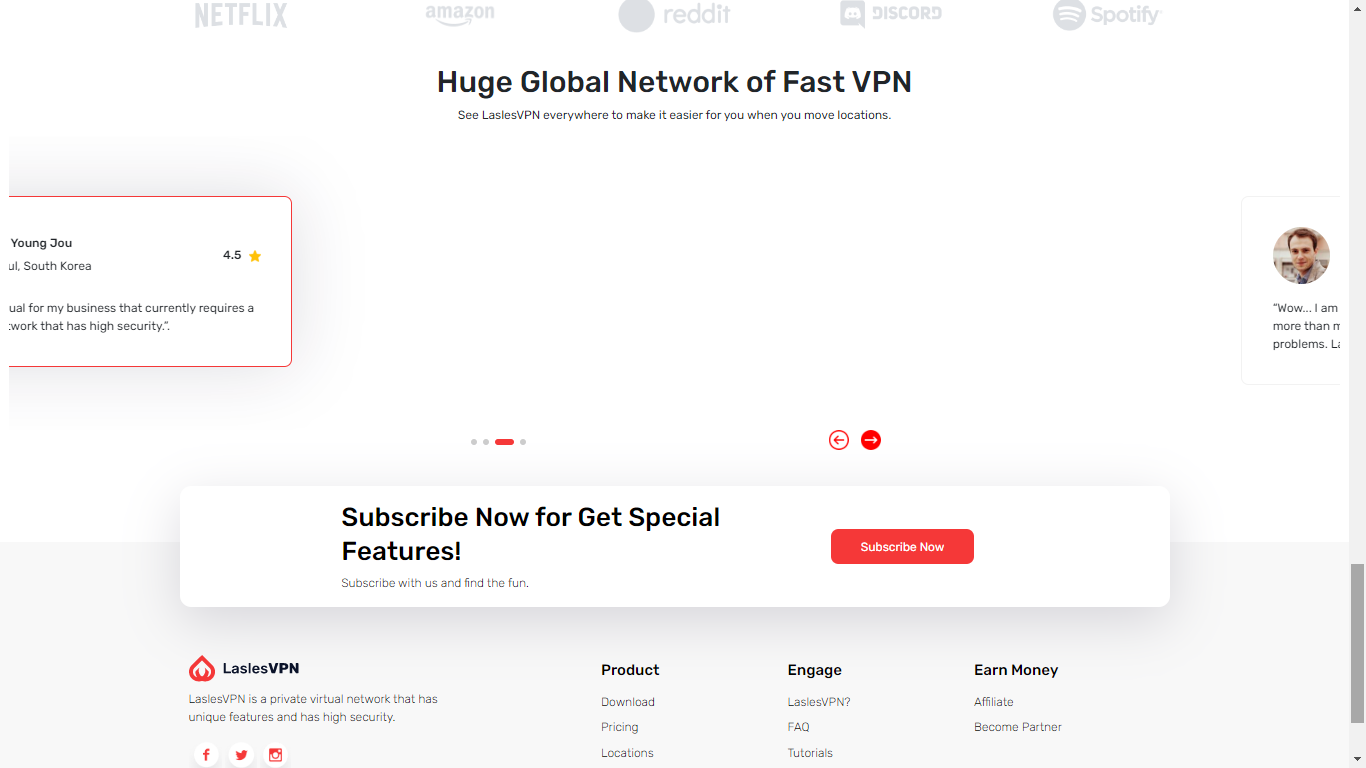 NETFLIX
amazon
reddit
DISCORD
Spotify
Huge Global Network of Fast VPN
See LaslesVPN everywhere to make it easier for you when you move locations.
Young Jou
4.5
ul, South Korea
ual for my business that currently requires a
twork that has high security.”.
“Wow... I am
more than m
problems. La
Subscribe Now for Get Special
Features!
Subscribe with us and find the fun.
Subscribe Now
LaslesVPN
LaslesVPN is a private virtual network that has
unique features and has high security.
Product
Download
Pricing
Locations
Engage
LaslesVPN?
FAQ
Tutorials
Earn Money
Affiliate
Become Partner